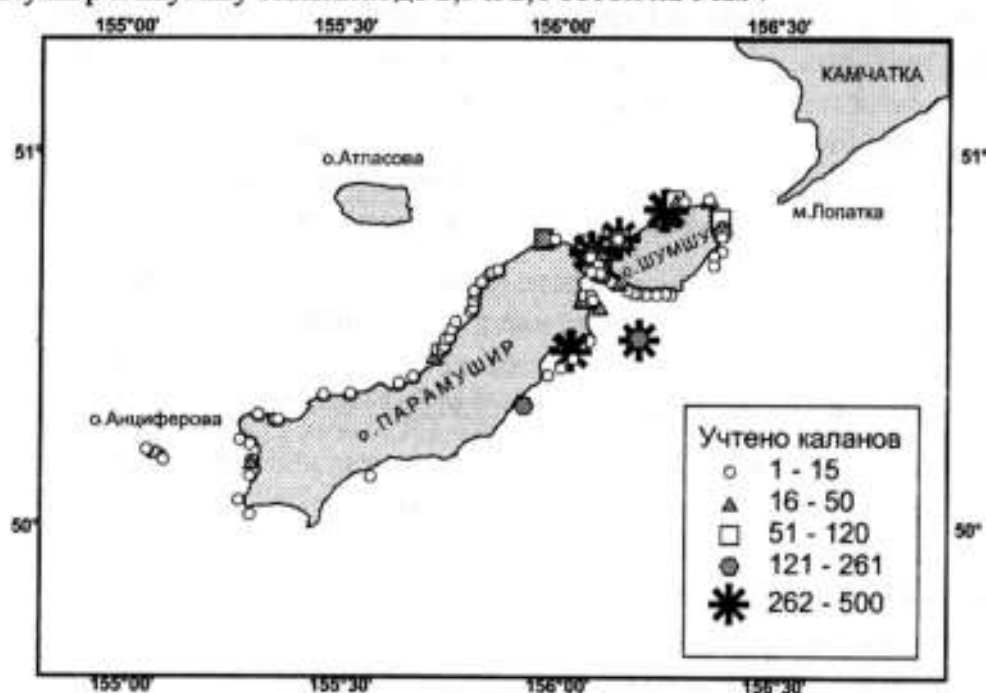 155°00' 155°30' 156°00' 156°30'
КАМЧАТКА
51° 51°
о.Атласова
м.Лопатка
о.ШУМШУ
о.ПАРАМУШИР
о.Анциферова
Учтено каланов
1 - 15
16 - 50
51 - 120
121 - 261
262 - 500
50° 50°
155°00' 155°30' 156°00' 156°30'